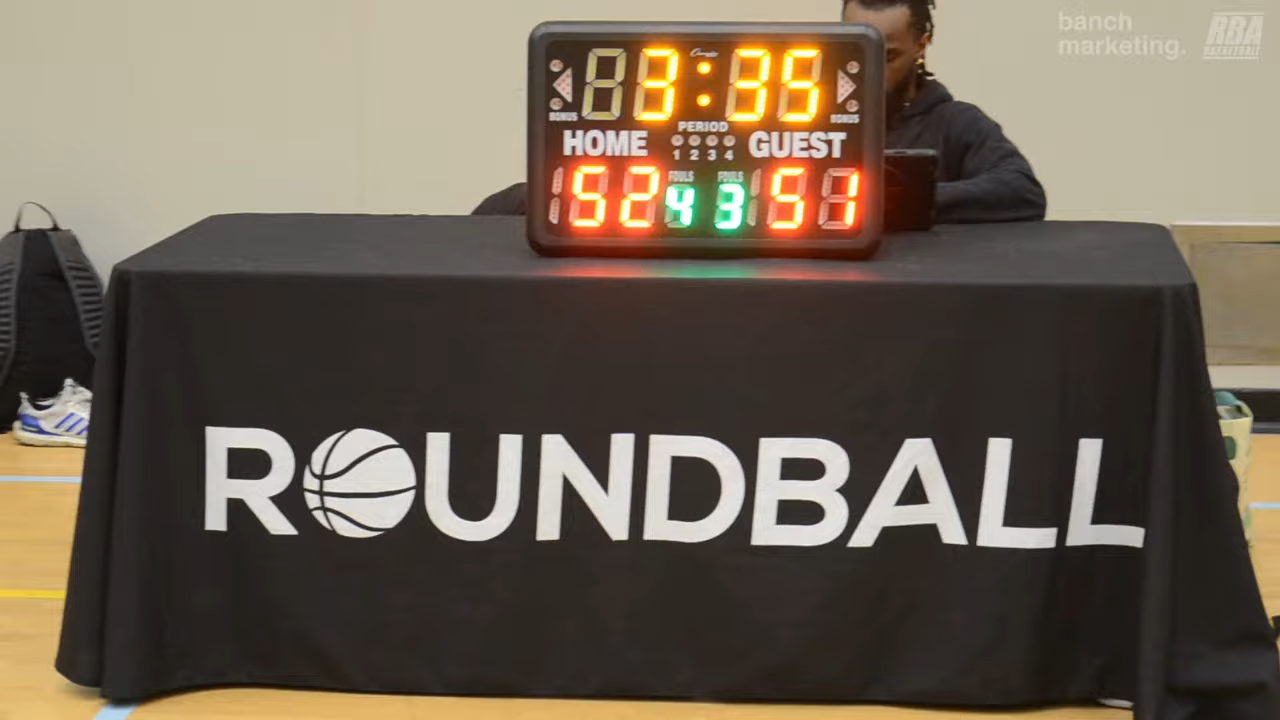 banch
marketing.
RBA
BASKETBALL
3:35
BONUS
PERIOD
BONUS
HOME
1 2 3 4
GUEST
FOULS
FOULS
52
4
3
51
ROUNDBALL